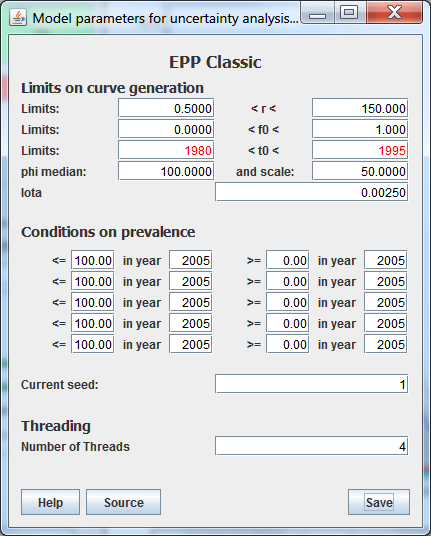 Model parameters for uncertainty analysis...
EPP Classic
Limits on curve generation
Limits: 0.5000 < r < 150.000
Limits: 0.0000 < f0 < 1.000
Limits: 1980 < t0 < 1995
phi median: 100.0000 and scale: 50.0000
Iota 0.00250
Conditions on prevalence
<= 100.00 in year 2005 >= 0.00 in year 2005
<= 100.00 in year 2005 >= 0.00 in year 2005
<= 100.00 in year 2005 >= 0.00 in year 2005
<= 100.00 in year 2005 >= 0.00 in year 2005
<= 100.00 in year 2005 >= 0.00 in year 2005
Current seed: 1
Threading
Number of Threads 4
Help Source Save